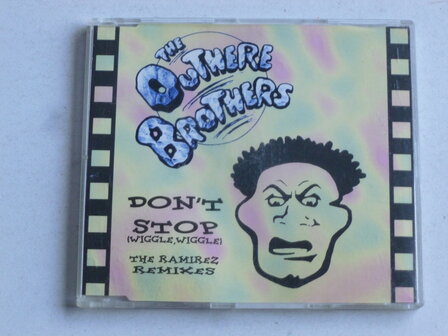 THE
OUTHERE
BROTHERS
DON'T
STOP
(WIGGLE, WIGGLE)
THE RAMIREZ
REMIXES